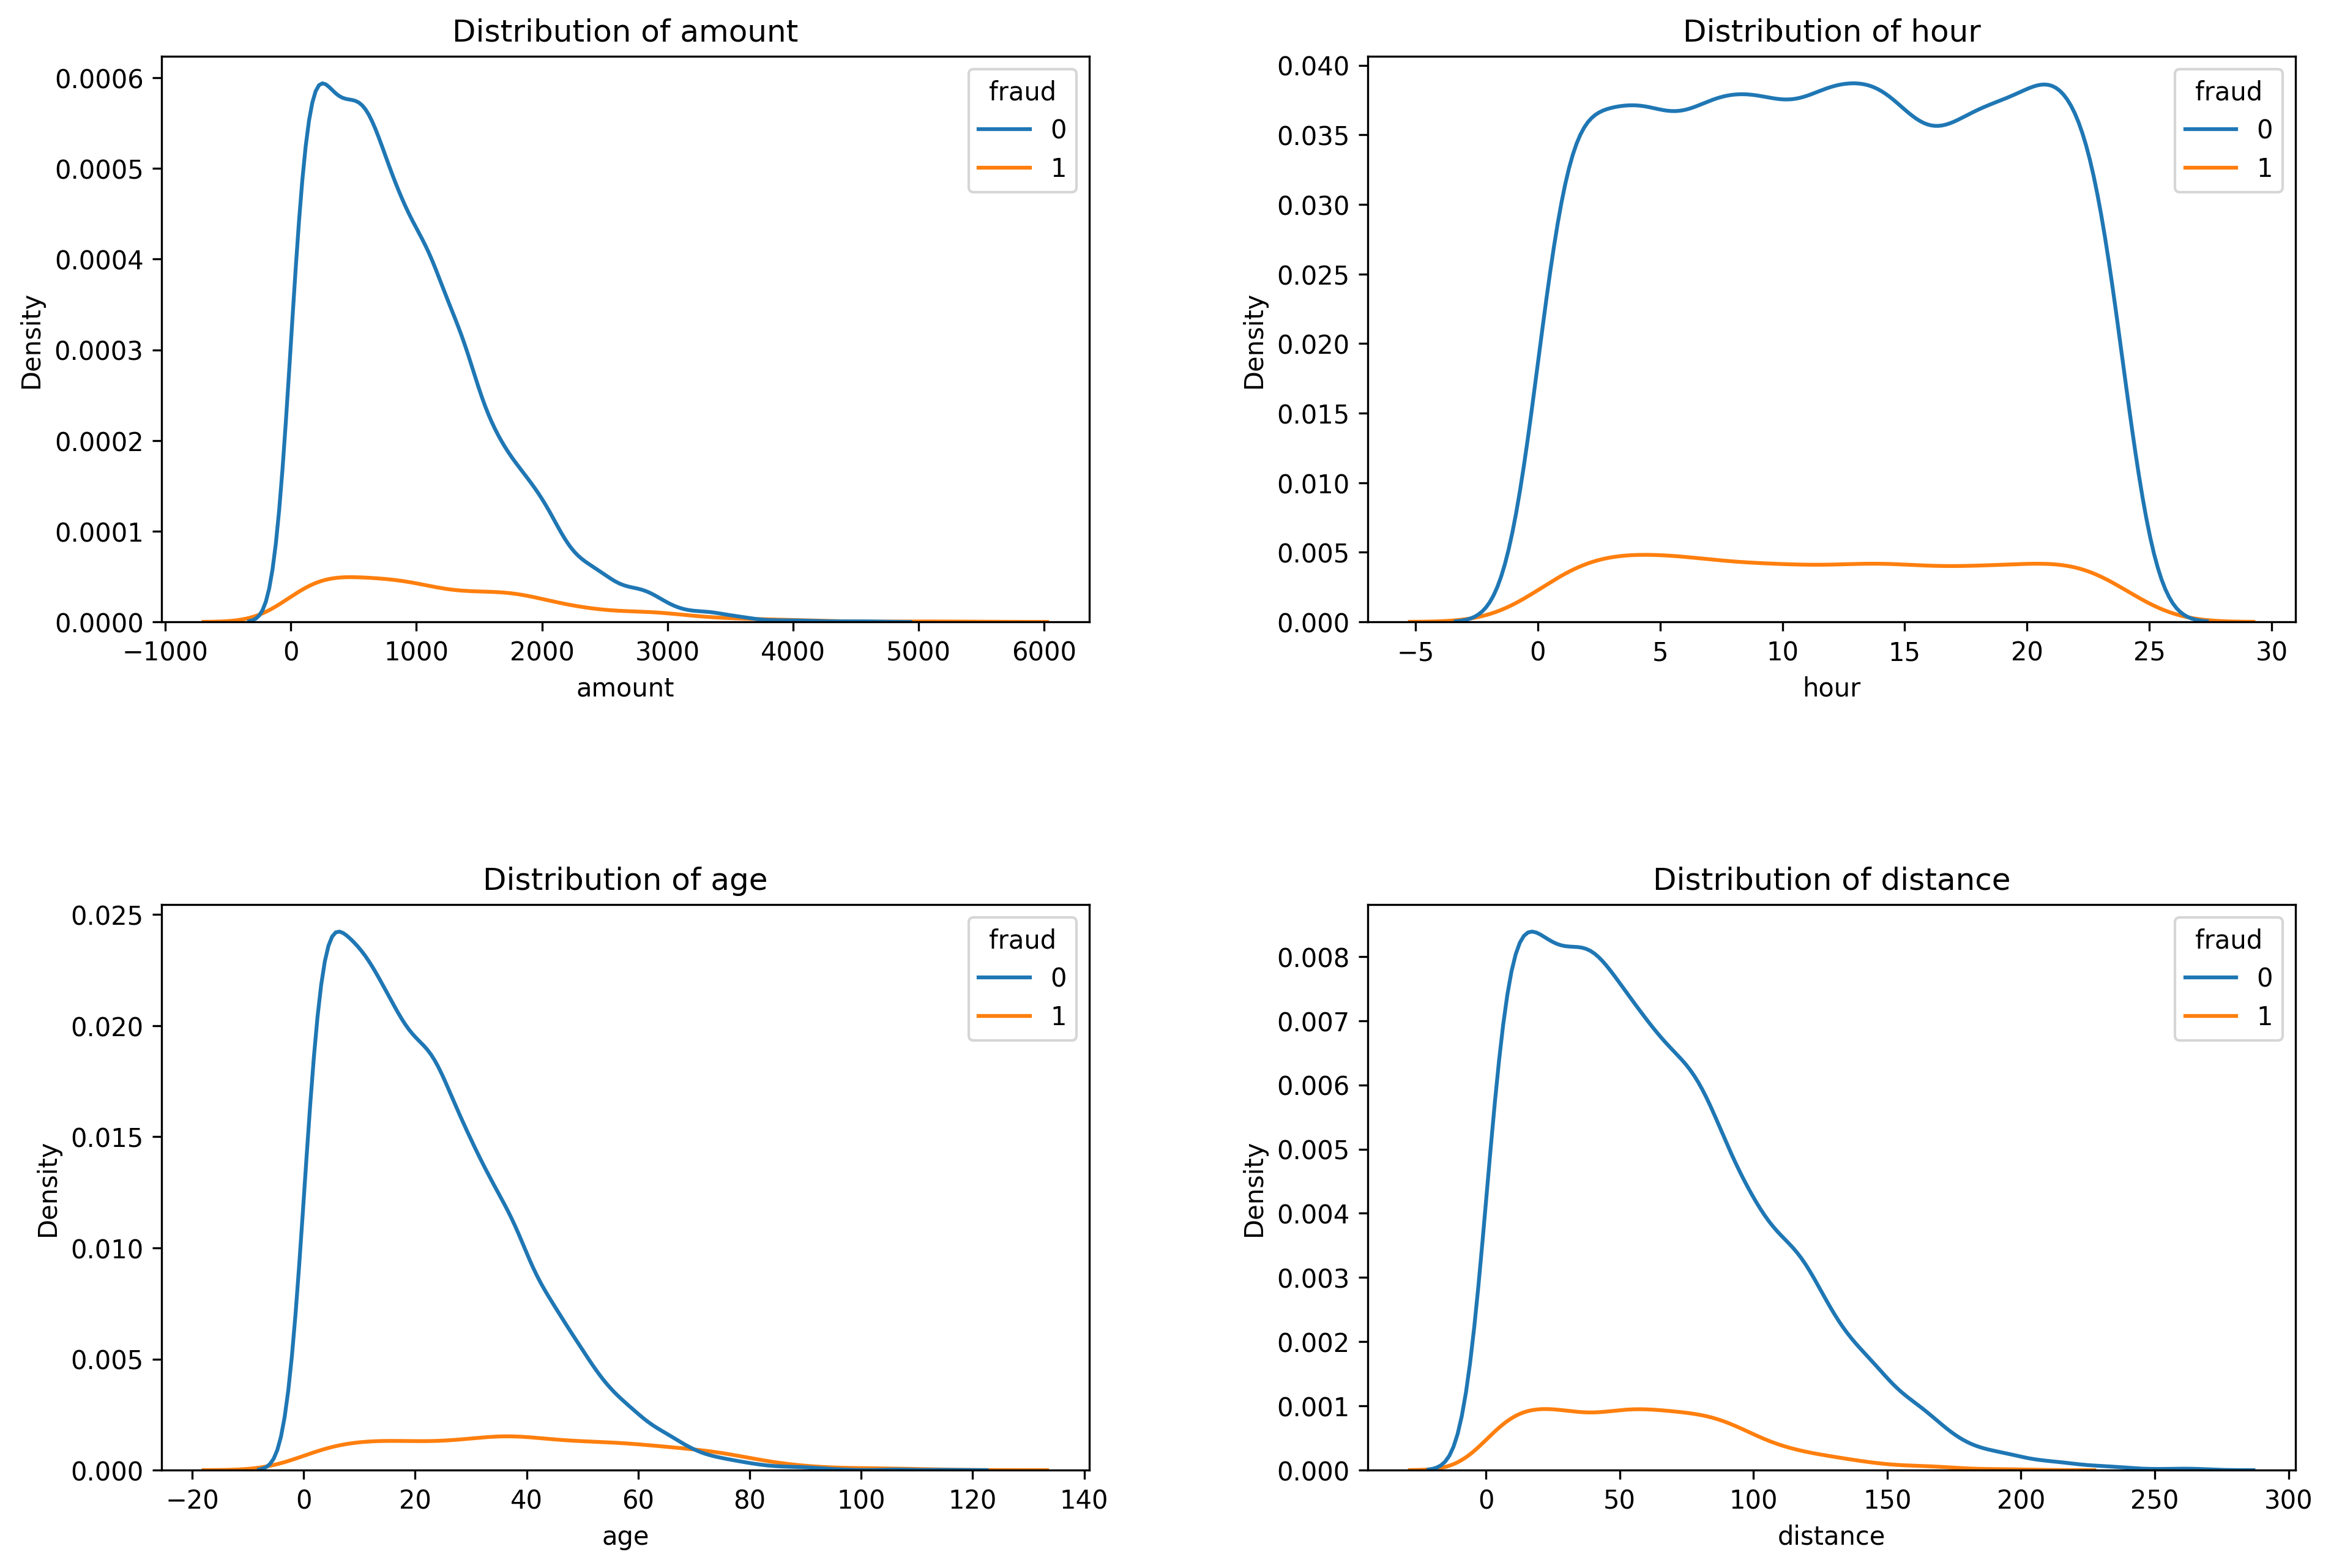 Distribution of amount
0.0006
0.0005
0.0004
0.0003
0.0002
0.0001
0.0000
Density
−1000 0 1000 2000 3000 4000 5000 6000
amount
fraud
0
1
Distribution of hour
0.040
0.035
0.030
0.025
0.020
0.015
0.010
0.005
0.000
Density
−5 0 5 10 15 20 25 30
hour
fraud
0
1
Distribution of age
0.025
0.020
0.015
0.010
0.005
0.000
Density
−20 0 20 40 60 80 100 120 140
age
fraud
0
1
Distribution of distance
0.008
0.007
0.006
0.005
0.004
0.003
0.002
0.001
0.000
Density
0 50 100 150 200 250 300
distance
fraud
0
1